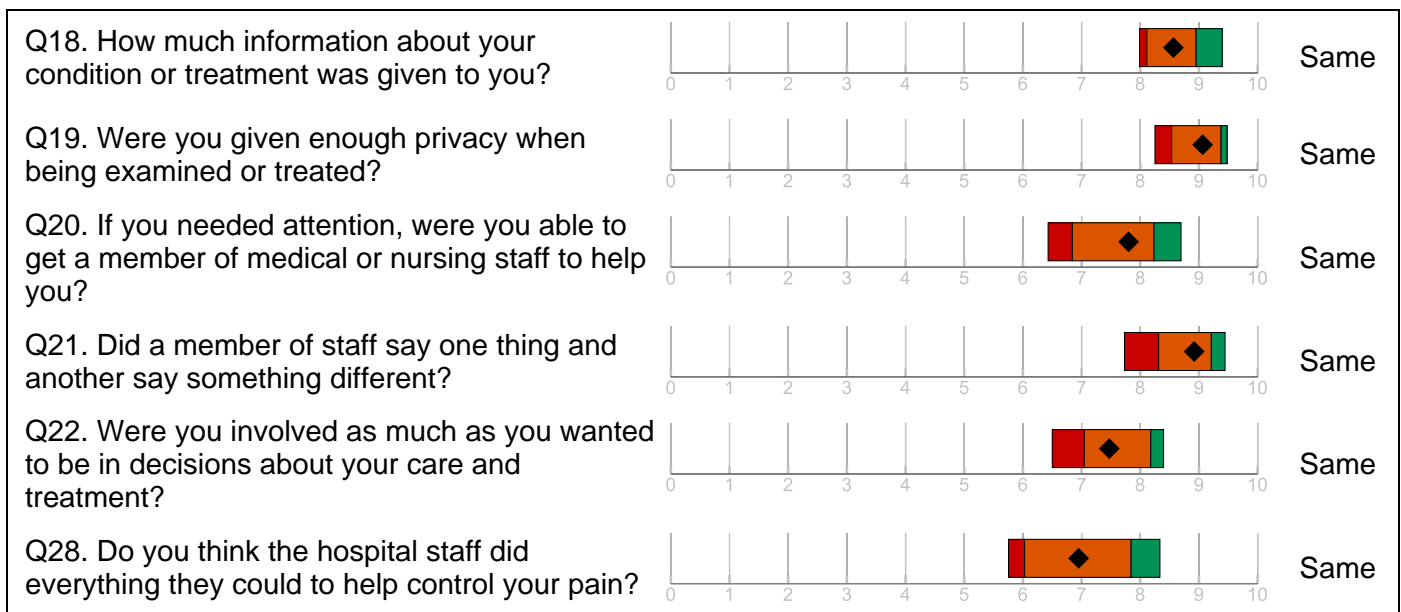 Q18. How much information about your
condition or treatment was given to you?
0 1 2 3 4 5 6 7 8 9 10
Same
Q19. Were you given enough privacy when
being examined or treated?
0 1 2 3 4 5 6 7 8 9 10
Same
Q20. If you needed attention, were you able to
get a member of medical or nursing staff to help
you?
0 1 2 3 4 5 6 7 8 9 10
Same
Q21. Did a member of staff say one thing and
another say something different?
0 1 2 3 4 5 6 7 8 9 10
Same
Q22. Were you involved as much as you wanted
to be in decisions about your care and
treatment?
0 1 2 3 4 5 6 7 8 9 10
Same
Q28. Do you think the hospital staff did
everything they could to help control your pain?
0 1 2 3 4 5 6 7 8 9 10
Same